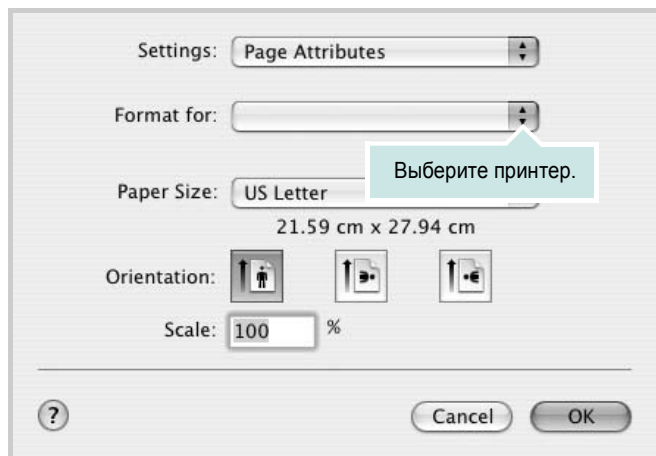 Settings: Page Attributes
Format for:
Выберите принтер.
Paper Size: US Letter
21.59 cm x 27.94 cm
Orientation:
Scale: 100 %
? Cancel OK